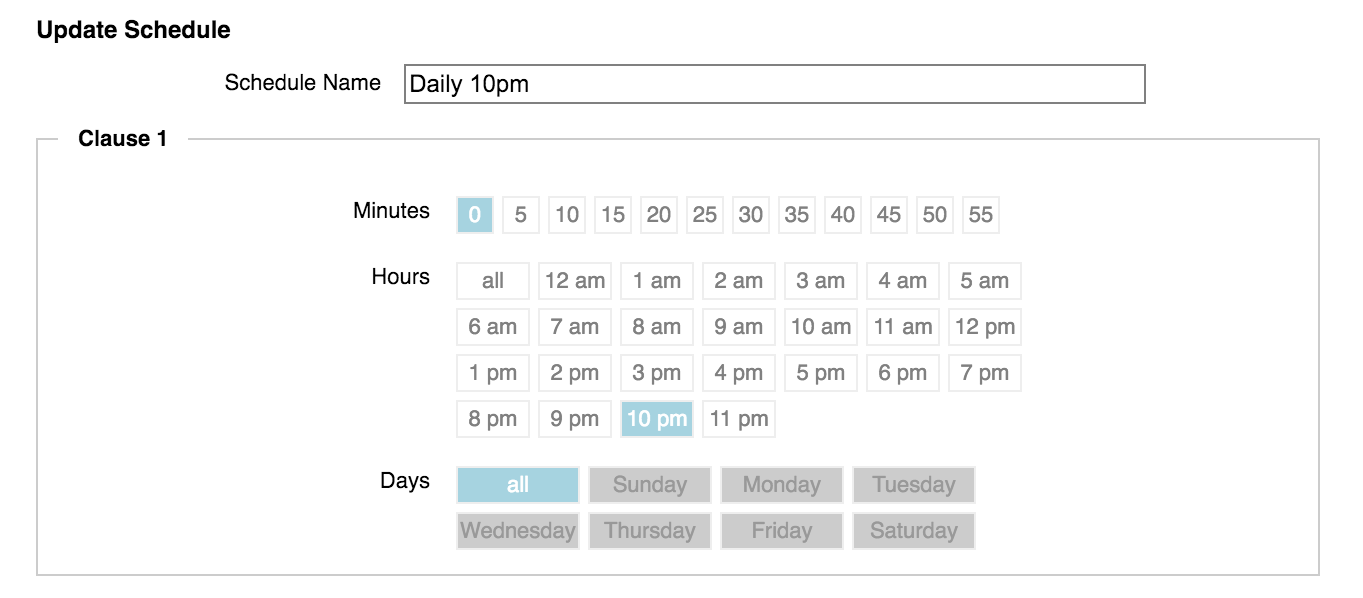 Update Schedule
Schedule Name Daily 10pm
Clause 1
Minutes 0 5 10 15 20 25 30 35 40 45 50 55
Hours all 12 am 1 am 2 am 3 am 4 am 5 am
6 am 7 am 8 am 9 am 10 am 11 am 12 pm
1 pm 2 pm 3 pm 4 pm 5 pm 6 pm 7 pm
8 pm 9 pm 10 pm 11 pm
Days all Sunday Monday Tuesday
Wednesday Thursday Friday Saturday